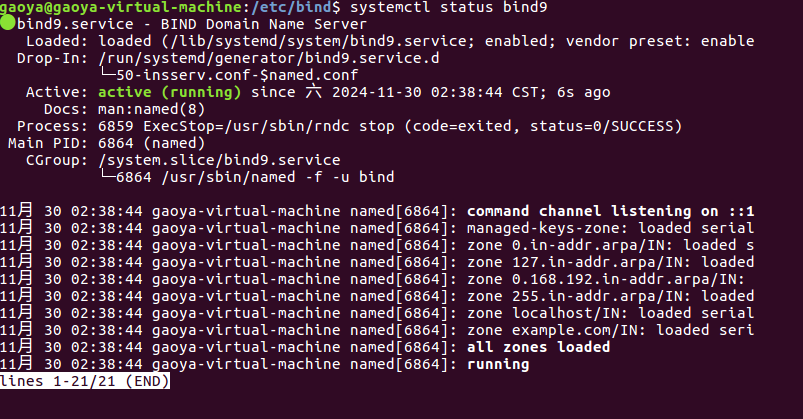 gaoya@gaoya-virtual-machine:/etc/bind$ systemctl status bind9
●bind9.service - BIND Domain Name Server
   Loaded: loaded (/lib/systemd/system/bind9.service; enabled; vendor preset: enable
  Drop-In: /run/systemd/generator/bind9.service.d
           └─50-insserv.conf-$named.conf
   Active: active (running) since 六 2024-11-30 02:38:44 CST; 6s ago
     Docs: man:named(8)
  Process: 6859 ExecStop=/usr/sbin/rndc stop (code=exited, status=0/SUCCESS)
 Main PID: 6864 (named)
   CGroup: /system.slice/bind9.service
           └─6864 /usr/sbin/named -f -u bind
11月 30 02:38:44 gaoya-virtual-machine named[6864]: command channel listening on ::1
11月 30 02:38:44 gaoya-virtual-machine named[6864]: managed-keys-zone: loaded serial
11月 30 02:38:44 gaoya-virtual-machine named[6864]: zone 0.in-addr.arpa/IN: loaded s
11月 30 02:38:44 gaoya-virtual-machine named[6864]: zone 127.in-addr.arpa/IN: loaded
11月 30 02:38:44 gaoya-virtual-machine named[6864]: zone 0.168.192.in-addr.arpa/IN:
11月 30 02:38:44 gaoya-virtual-machine named[6864]: zone 255.in-addr.arpa/IN: loaded
11月 30 02:38:44 gaoya-virtual-machine named[6864]: zone localhost/IN: loaded serial
11月 30 02:38:44 gaoya-virtual-machine named[6864]: zone example.com/IN: loaded seri
11月 30 02:38:44 gaoya-virtual-machine named[6864]: all zones loaded
11月 30 02:38:44 gaoya-virtual-machine named[6864]: running
lines 1-21/21 (END)